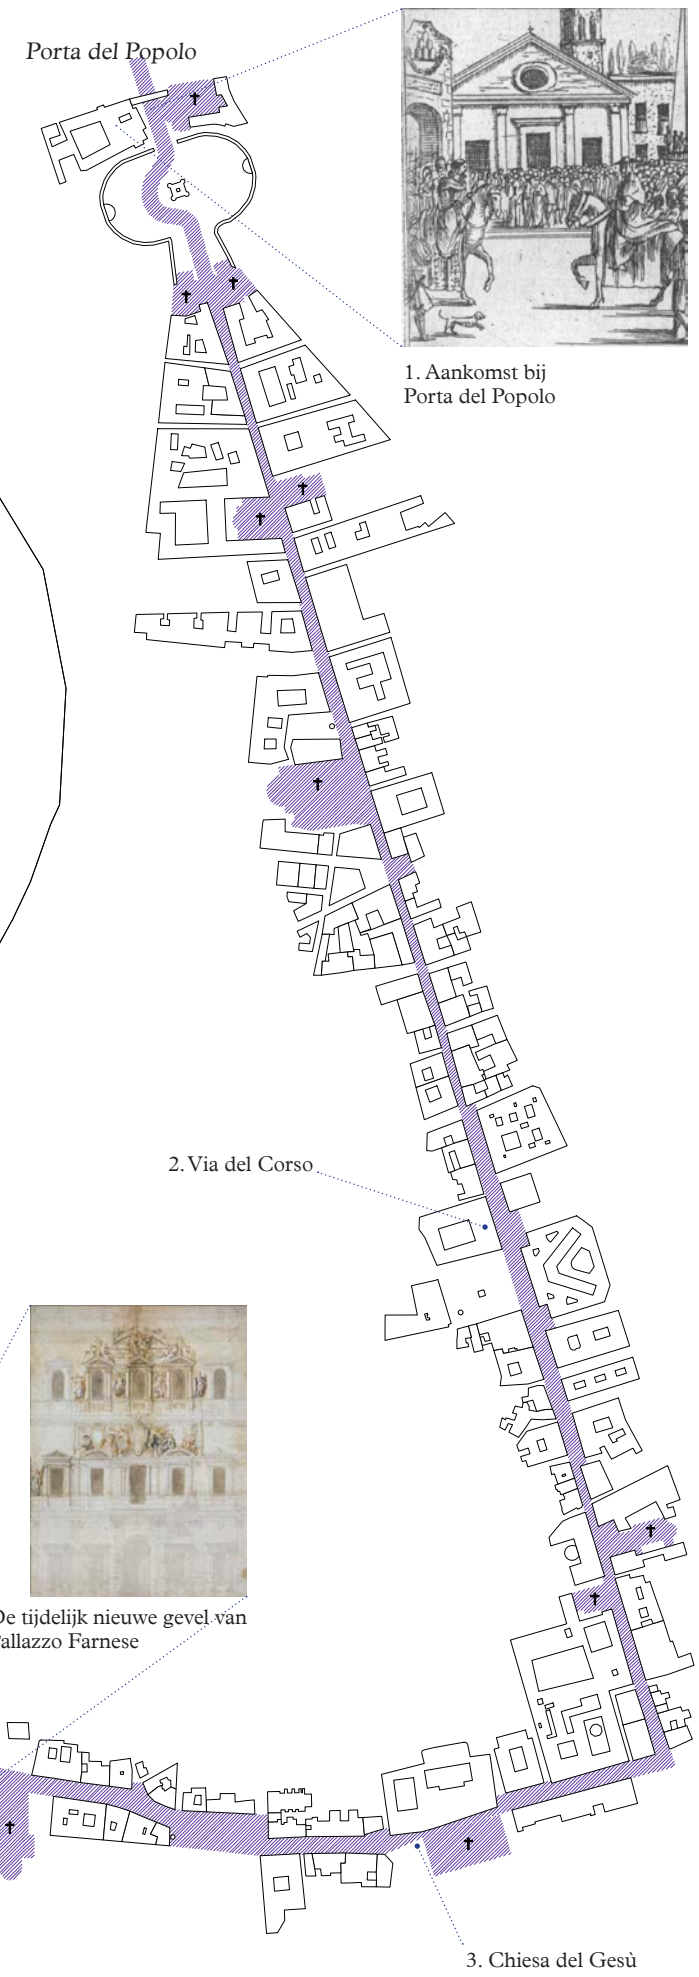 Porta del Popolo
1. Aankomst bij
Porta del Popolo
2. Via del Corso
De tijdelijk nieuwe gevel van
Pallazzo Farnese
3. Chiesa del Gesù